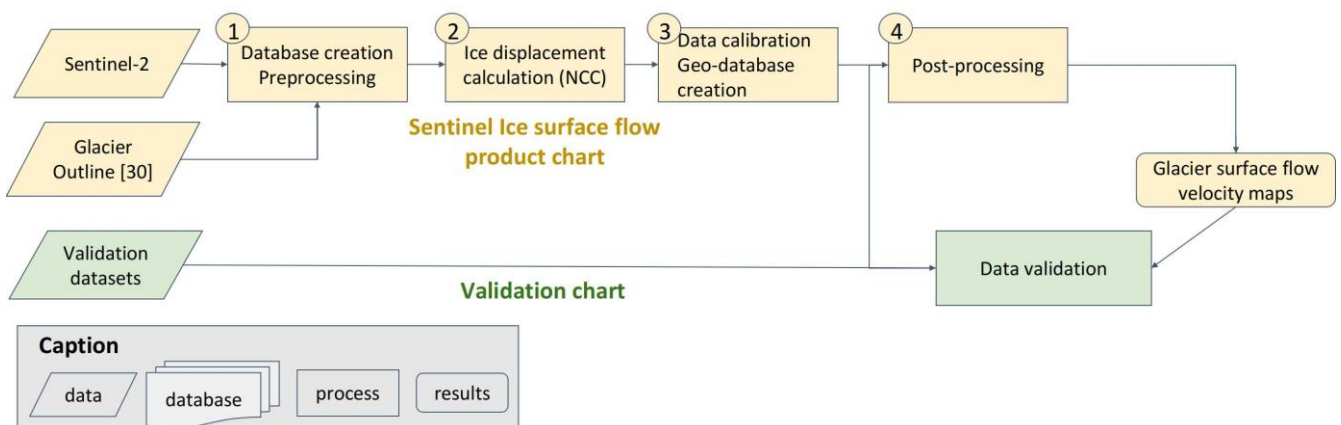 1
2
3
4
Sentinel-2
Database creation
Preprocessing
Ice displacement
calculation (NCC)
Data calibration
Geo-database
creation
Post-processing
Sentinel Ice surface flow
product chart
Glacier
Outline [30]
Glacier surface flow
velocity maps
Validation
datasets
Data validation
Validation chart
Caption
data
database
process
results